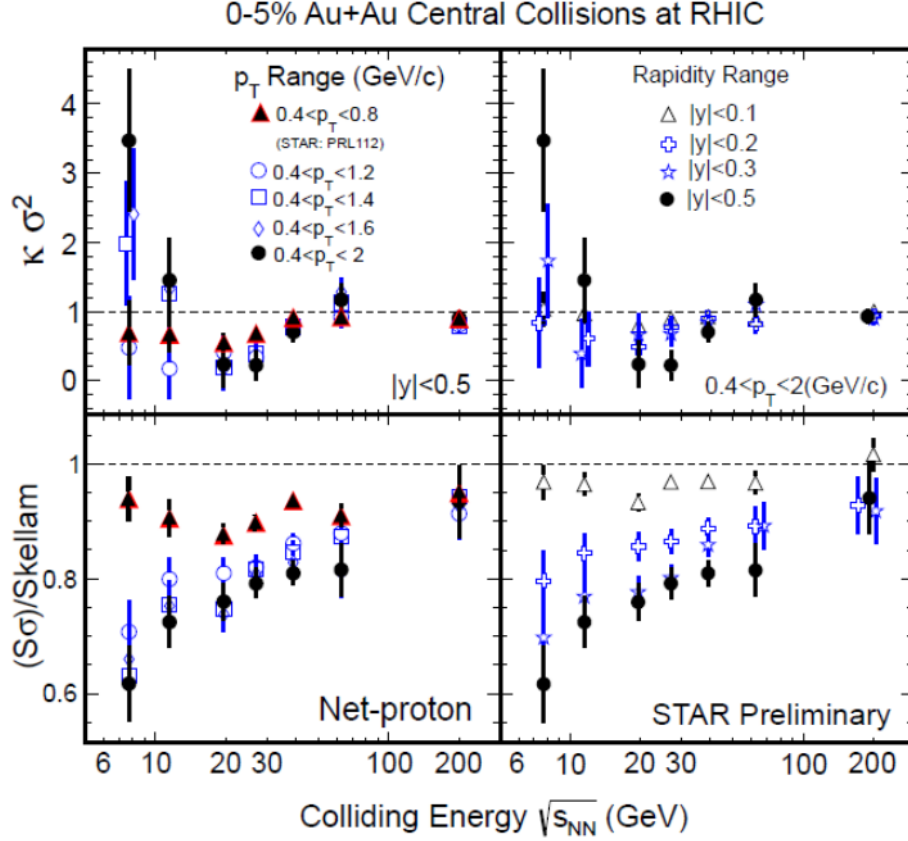 0-5% Au+Au Central Collisions at RHIC
p_T Range (GeV/c)
0.4<p_T<0.8
(STAR: PRL112)
0.4<p_T<1.2
0.4<p_T<1.4
0.4<p_T<1.6
0.4<p_T<2
|y|<0.5
Rapidity Range
|y|<0.1
|y|<0.2
|y|<0.3
|y|<0.5
0.4<p_T<2(GeV/c)
κ σ²
4
3
2
1
0
(Sσ)/Skellam
1
0.8
0.6
Net-proton
STAR Preliminary
6 10 20 30 100 200
6 10 20 30 100 200
Colliding Energy √s_NN (GeV)